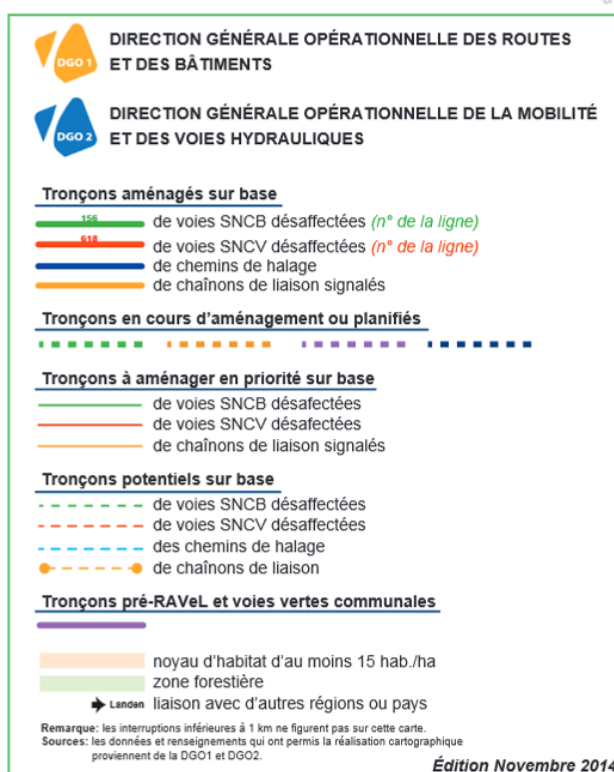 DGO 1
DIRECTION GÉNÉRALE OPÉRATIONNELLE DES ROUTES
ET DES BÂTIMENTS
DGO 2
DIRECTION GÉNÉRALE OPÉRATIONNELLE DE LA MOBILITÉ
ET DES VOIES HYDRAULIQUES
Tronçons aménagés sur base
156 de voies SNCB désaffectées (n° de la ligne)
618 de voies SNCV désaffectées (n° de la ligne)
de chemins de halage
de chaînons de liaison signalés
Tronçons en cours d'aménagement ou planifiés
Tronçons à aménager en priorité sur base
de voies SNCB désafectées
de voies SNCV désafectées
de chaînons de liaison signalés
Tronçons potentiels sur base
de voies SNCB désaffectées
de voies SNCV désaffectées
des chemins de halage
de chaînons de liaison
Tronçons pré-RAVeL et voies vertes communales
noyau d'habitat d'au moins 15 hab./ha
zone forestière
Landen liaison avec d'autres régions ou pays
Remarque: les interruptions inférieures à 1 km ne figurent pas sur cette carte.
Sources: les données et renseignements qui ont permis la réalisation cartographique
proviennent de la DGO1 et DGO2.
Édition Novembre 2014